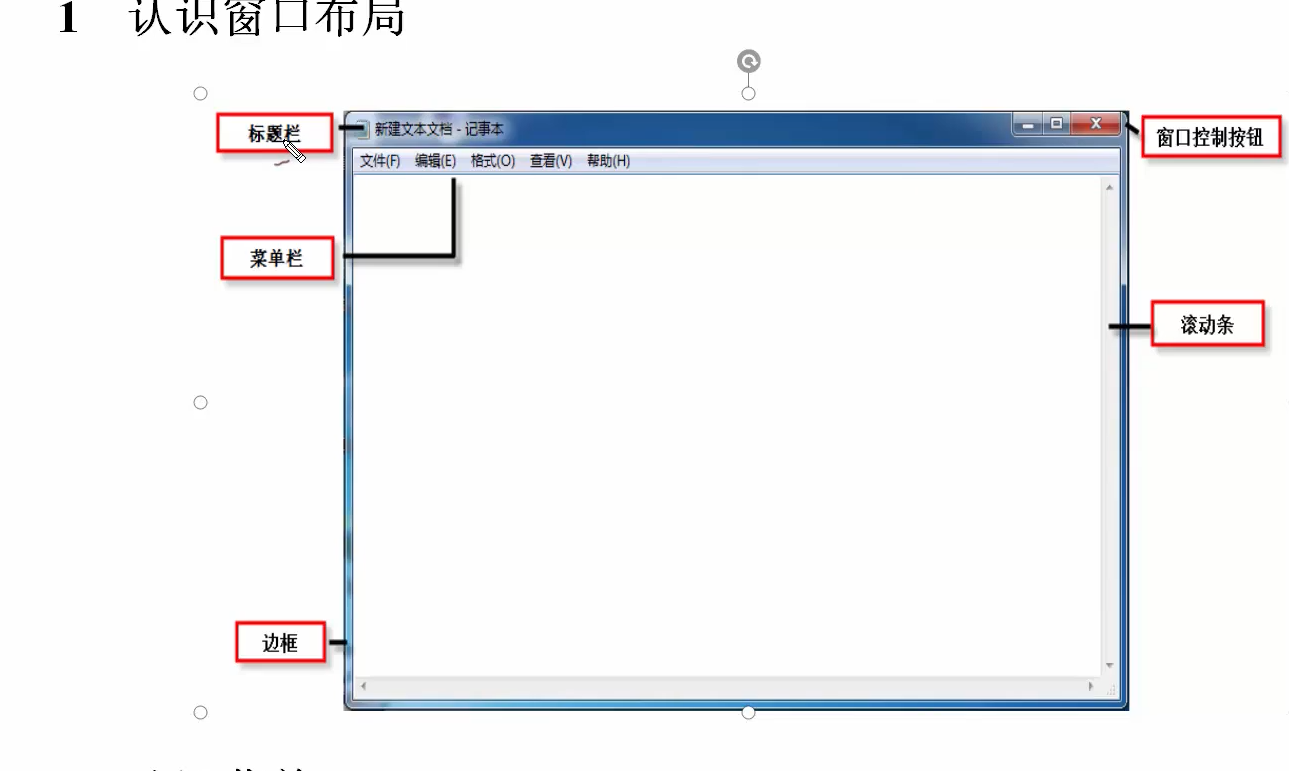 1 认识窗口布局
标题栏
新建文本文档 - 记事本
窗口控制按钮
文件(F) 编辑(E) 格式(O) 查看(V) 帮助(H)
菜单栏
滚动条
边框